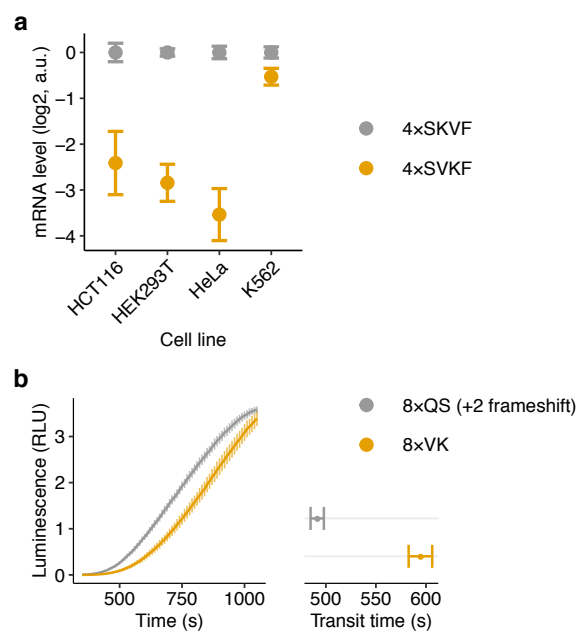 a
mRNA level (log2, a.u.)
0
−1
−2
−3
−4
HCT116
HEK293T
HeLa
K562
Cell line
4×SKVF
4×SVKF
b
Luminescence (RLU)
3
2
1
0
500
750
1000
Time (s)
8×QS (+2 frameshift)
8×VK
500
550
600
Transit time (s)